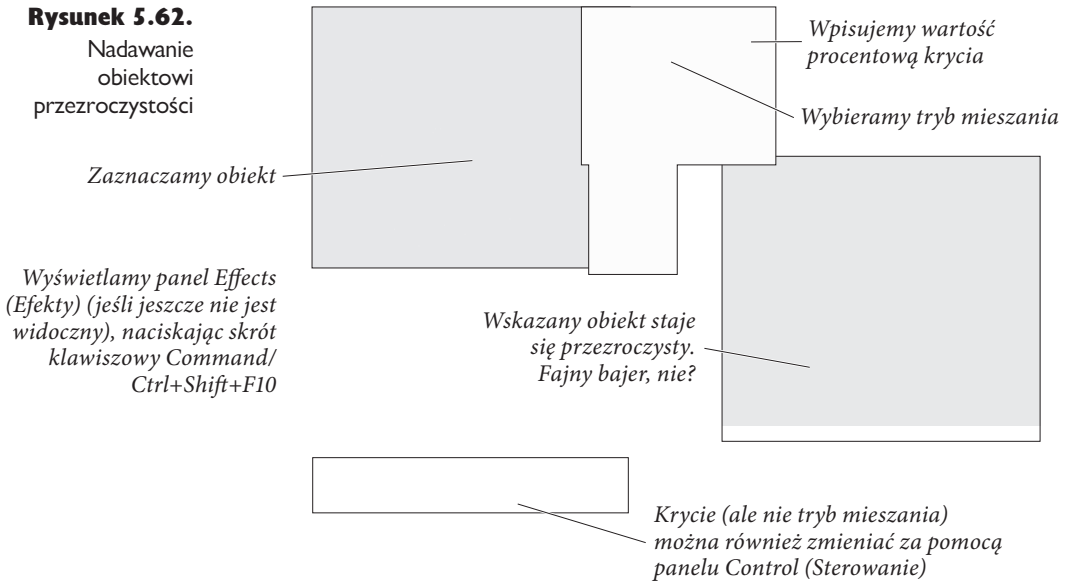 Rysunek 5.62.
Nadawanie
obiektowi
przezroczystości
Wpisujemy wartość
procentową krycia
Wybieramy tryb mieszania
Zaznaczamy obiekt
Wyświetlamy panel Effects
(Efekty) (jeśli jeszcze nie jest
widoczny), naciskając skrót
klawiszowy Command/
Ctrl+Shift+F10
Wskazany obiekt staje
się przezroczysty.
Fajny bajer, nie?
Krycie (ale nie tryb mieszania)
można również zmieniać za pomocą
panelu Control (Sterowanie)